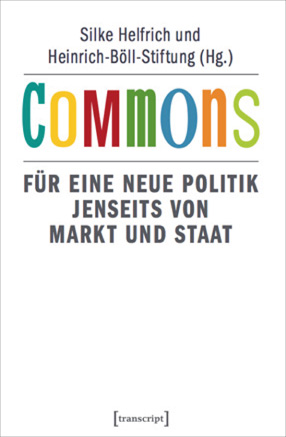 Silke Helfrich und
Heinrich-Böll-Stiftung (Hg.)
COMMONS
FÜR EINE NEUE POLITIK
JENSEITS VON
MARKT UND STAAT
[transcript]